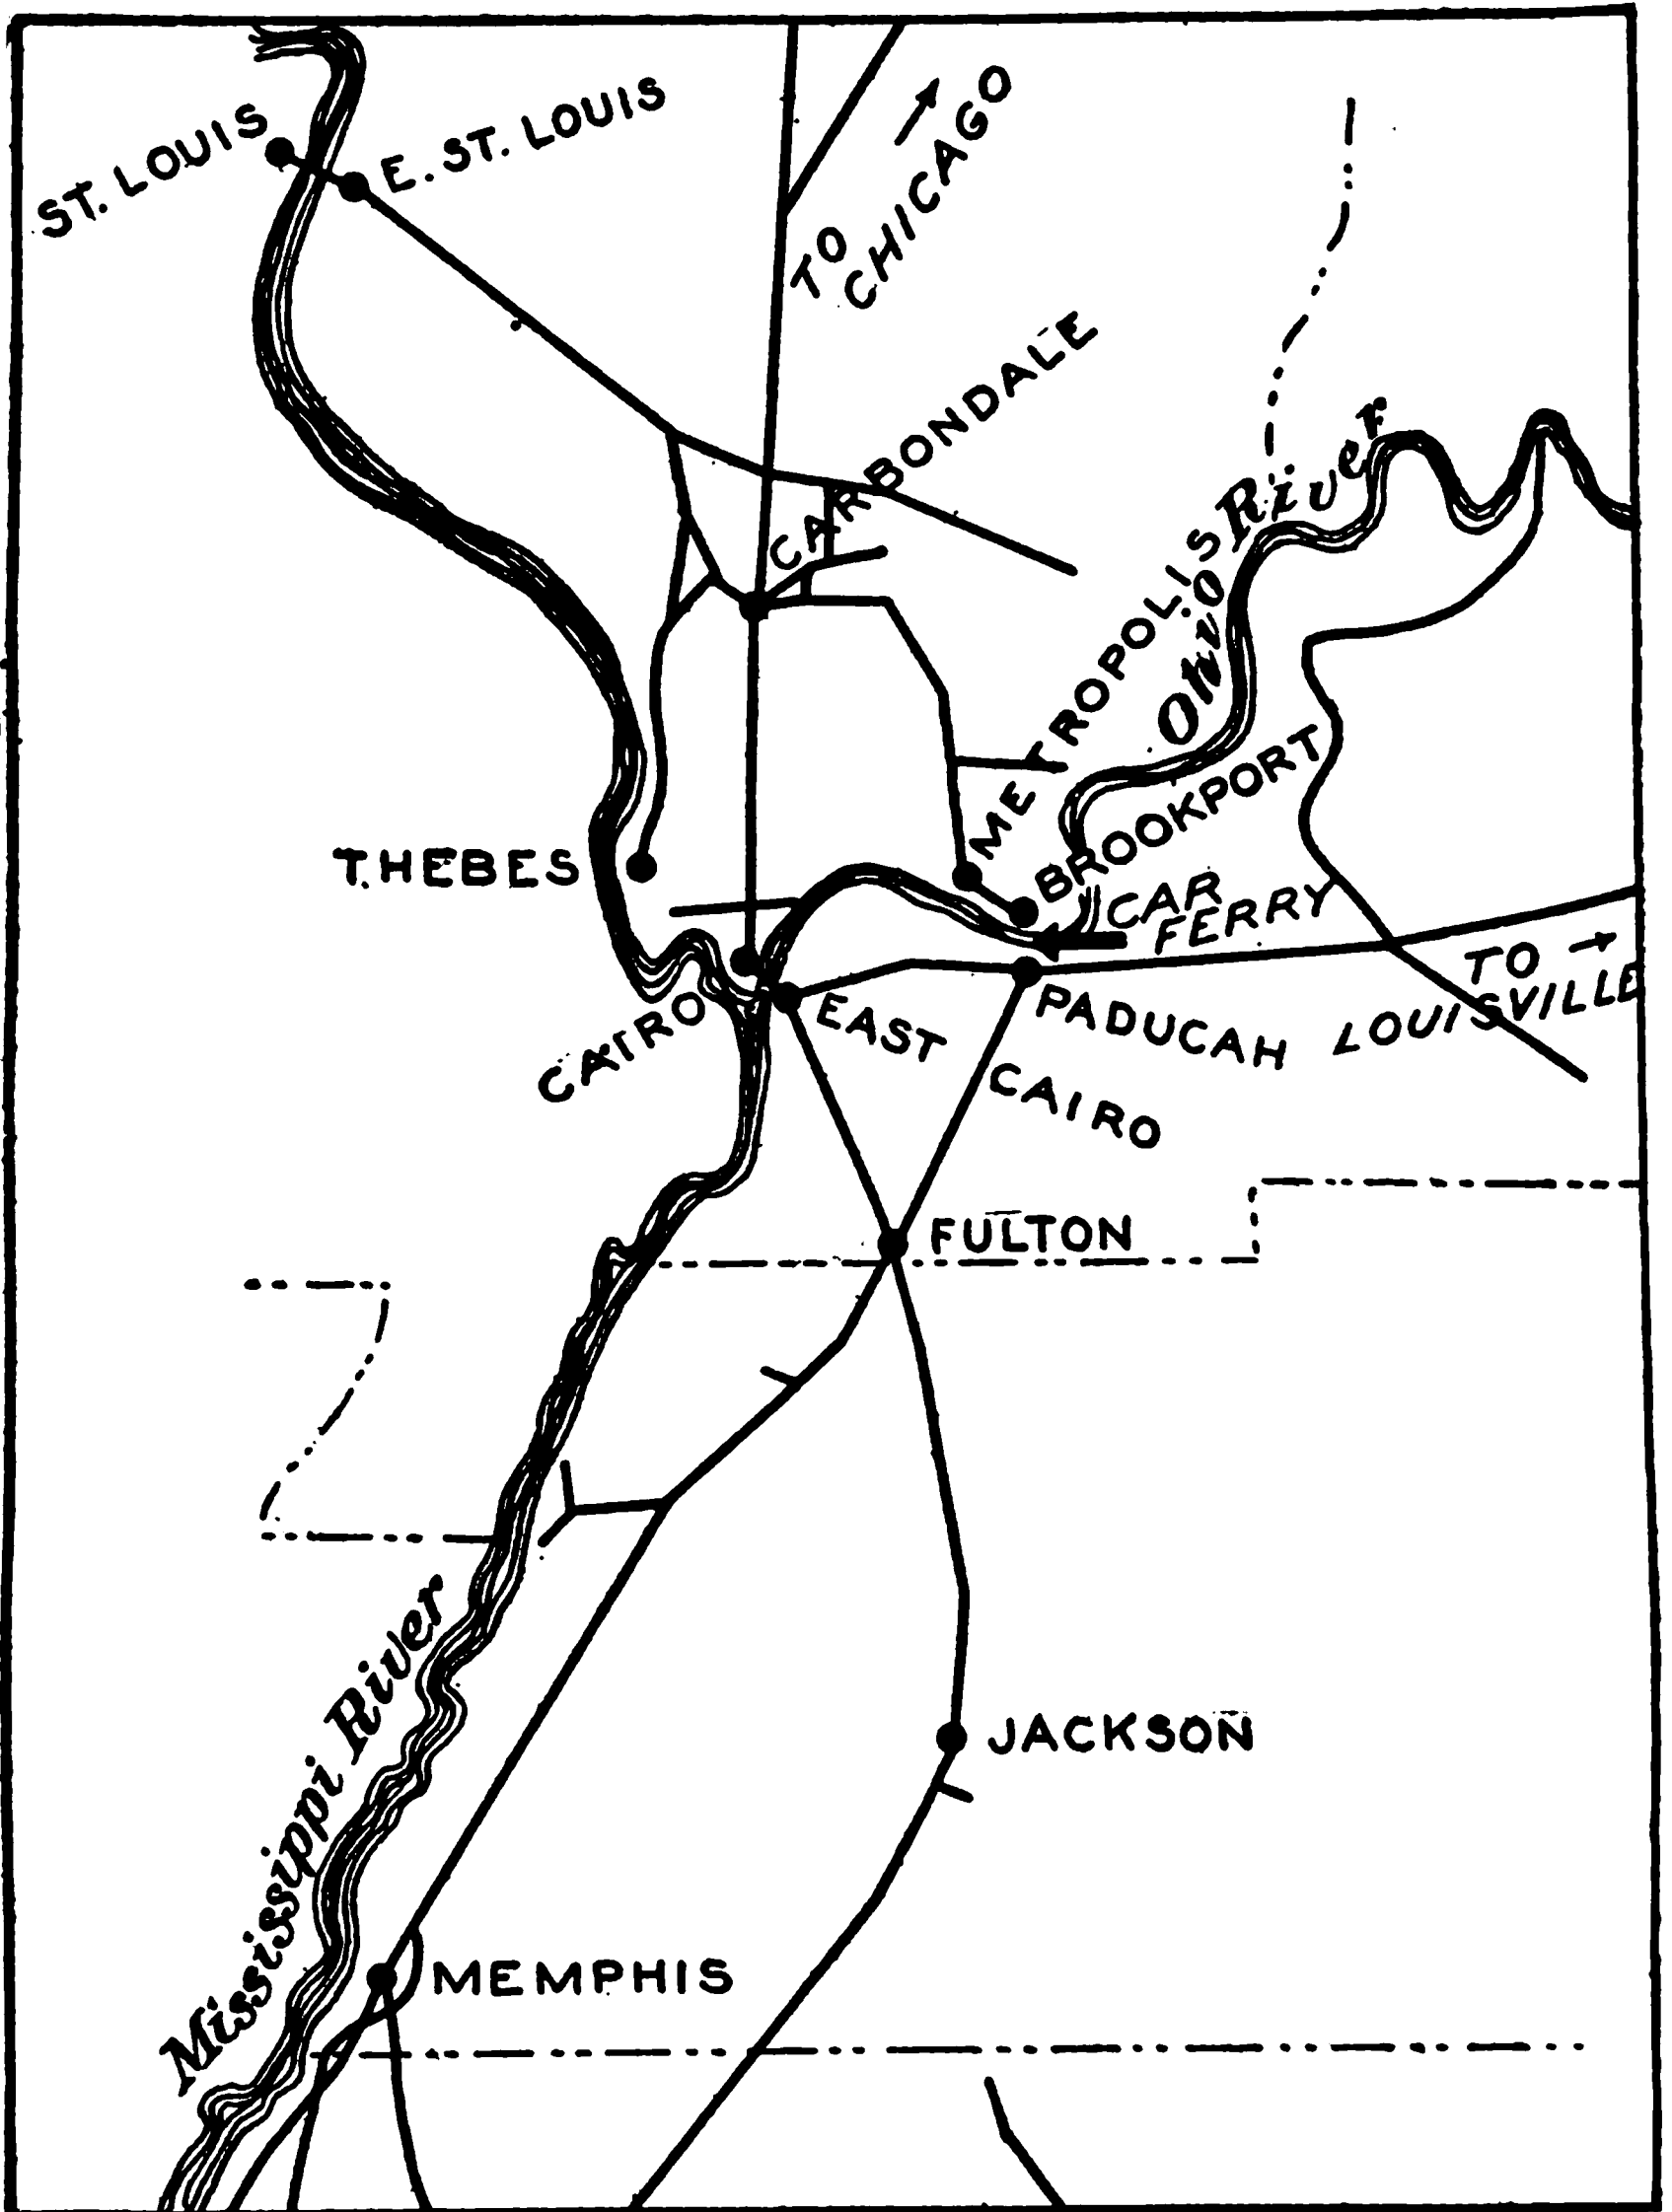 ST. LOUIS
E. ST. LOUIS
TO
CHICAGO
CARBONDALE
OHIO River
METROPOLIS
BROOKPORT
THEBES
CAR
FERRY
TO
LOUISVILLE
CAIRO
EAST CAIRO
PADUCAH
FULTON
JACKSON
Mississippi River
MEMPHIS